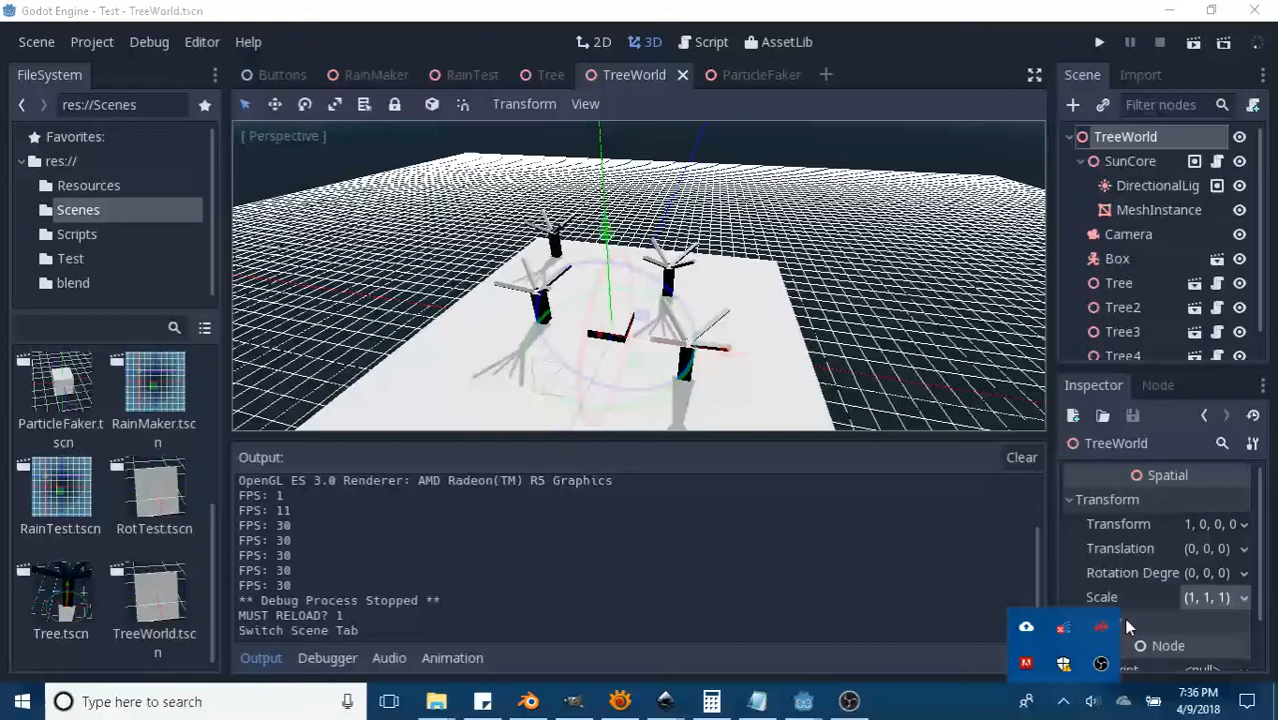 Godot Engine - Test - TreeWorld.tscn
Scene Project Debug Editor Help
2D 3D Script AssetLib
FileSystem
res://Scenes
Favorites:
res://
Resources
Scenes
Scripts
Test
blend
ParticleFaker.t
scn
RainMaker.tsc
n
RainTest.tscn
RotTest.tscn
Tree.tscn
TreeWorld.tsc
n
Buttons RainMaker RainTest Tree TreeWorld ParticleFaker
Transform View
[ Perspective ]
Output:
Clear
OpenGL ES 3.0 Renderer: AMD Radeon(TM) R5 Graphics
FPS: 1
FPS: 11
FPS: 30
FPS: 30
FPS: 30
FPS: 30
FPS: 30
** Debug Process Stopped **
MUST RELOAD? 1
Switch Scene Tab
Output Debugger Audio Animation
Scene Import
Filter nodes
TreeWorld
SunCore
DirectionalLig
MeshInstance
Camera
Box
Tree
Tree2
Tree3
Tree4
Inspector Node
TreeWorld
Spatial
Transform
Transform 1, 0, 0, 0
Translation (0, 0, 0)
Rotation Degre (0, 0, 0)
Scale (1, 1, 1)
Node
<null>
Type here to search
7:36 PM
4/9/2018